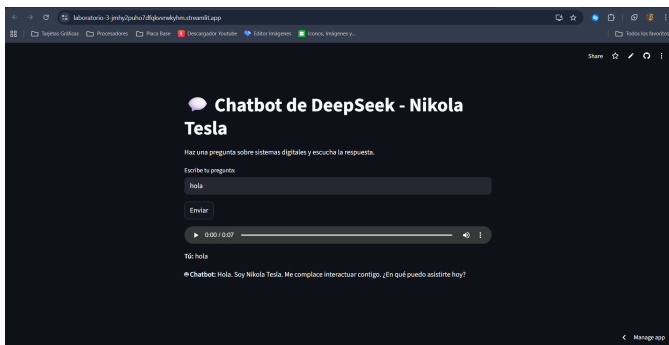 laboratorio-3-jmhy2puho7dfqkvvrwkyhm.streamlit.app
Tarjetas Gráficas
Procesadores
Placa Base
Descargador Youtube
Editor Imágenes
Iconos, imágenes y...
Todos los favoritos
Share
Chatbot de DeepSeek - Nikola
Tesla
Haz una pregunta sobre sistemas digitales y escucha la respuesta.
Escribe tu pregunta:
hola
Enviar
0:00 / 0:07
Tú: hola
Chatbot: Hola. Soy Nikola Tesla. Me complace interactuar contigo. ¿En qué puedo asistirte hoy?
Manage app